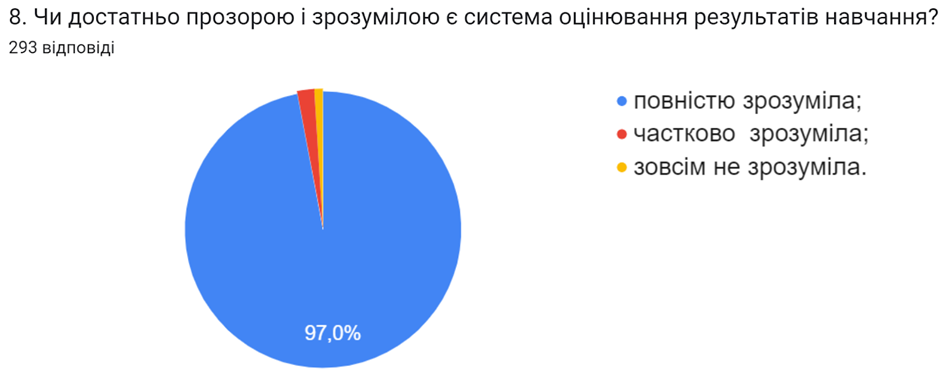 8. Чи достатньо прозорою і зрозумілою є система оцінювання результатів навчання?
293 відповіді
повністю зрозуміла;
частково зрозуміла;
зовсім не зрозуміла.
97,0%